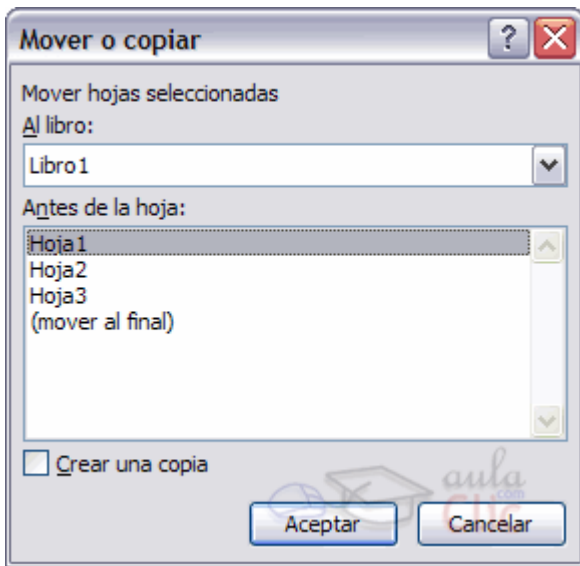 Mover o copiar
Mover hojas seleccionadas
Al libro:
Libro1
Antes de la hoja:
Hoja1
Hoja2
Hoja3
(mover al final)
Crear una copia
aula
Clic
.com
Aceptar
Cancelar